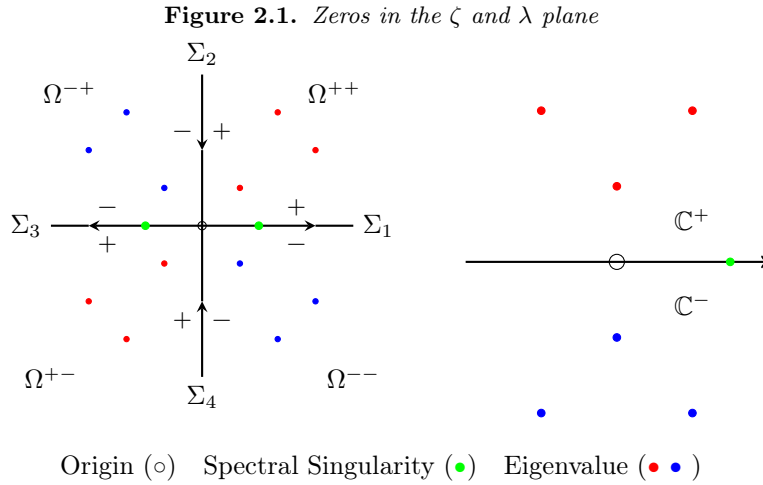 Figure 2.1. Zeros in the ζ and λ plane
Σ₂
Ω⁻⁺ Ω⁺⁺
− +
ℂ⁺
− +
Σ₃ Σ₁
+ −
ℂ⁻
+ −
Ω⁺⁻ Ω⁻⁻
Σ₄
Origin (○) Spectral Singularity (●) Eigenvalue (● ●)